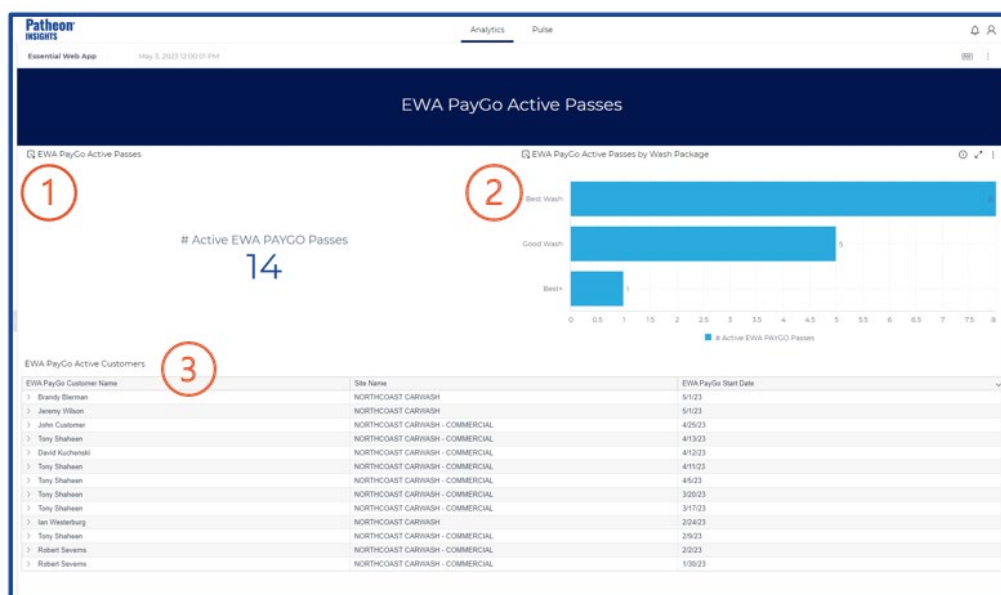 Patheon
INSIGHTS
Analytics Pulse
Essential Web App May 3, 2023 12:00:01 PM
EWA PayGo Active Passes
EWA PayGo Active Passes
EWA PayGo Active Passes by Wash Package
1
2
# Active EWA PAYGO Passes
14
Best Wash 8
Good Wash 5
Best+ 1
0 0.5 1 1.5 2 2.5 3 3.5 4 4.5 5 5.5 6 6.5 7 7.5 8
# Active EWA PAYGO Passes
EWA PayGo Active Customers
3
EWA PayGo Customer Name Site Name EWA PayGo Start Date
Brandy Bierman NORTHCOAST CARWASH 5/1/23
Jeremy Wilson NORTHCOAST CARWASH 5/1/23
John Customer NORTHCOAST CARWASH - COMMERCIAL 4/25/23
Tony Shaheen NORTHCOAST CARWASH - COMMERCIAL 4/13/23
David Kuchenski NORTHCOAST CARWASH - COMMERCIAL 4/12/23
Tony Shaheen NORTHCOAST CARWASH - COMMERCIAL 4/11/23
Tony Shaheen NORTHCOAST CARWASH - COMMERCIAL 4/5/23
Tony Shaheen NORTHCOAST CARWASH - COMMERCIAL 3/20/23
Tony Shaheen NORTHCOAST CARWASH - COMMERCIAL 3/17/23
Ian Westerburg NORTHCOAST CARWASH 2/24/23
Tony Shaheen NORTHCOAST CARWASH - COMMERCIAL 2/9/23
Robert Severns NORTHCOAST CARWASH - COMMERCIAL 2/2/23
Robert Severns NORTHCOAST CARWASH - COMMERCIAL 1/30/23